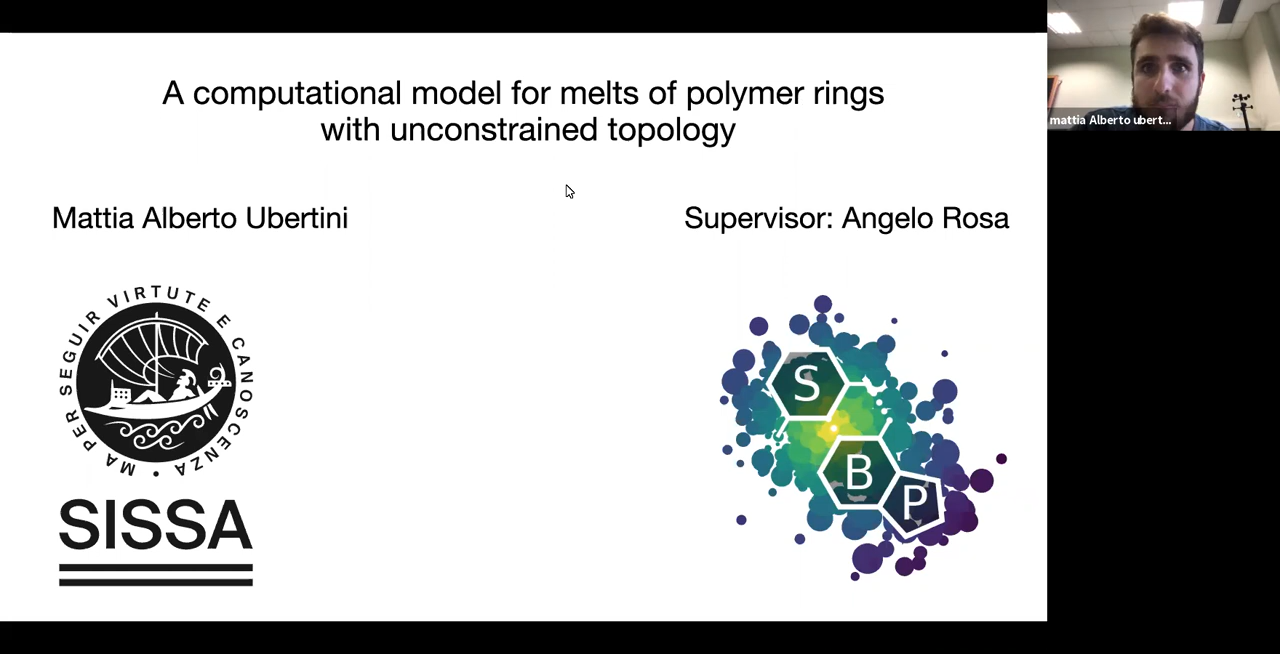 A computational model for melts of polymer rings
with unconstrained topology
mattia Alberto ubert...
Mattia Alberto Ubertini
Supervisor: Angelo Rosa
MA PER SEGUIR VIRTUTE E CANOSCENZA •
SISSA
S
B
P